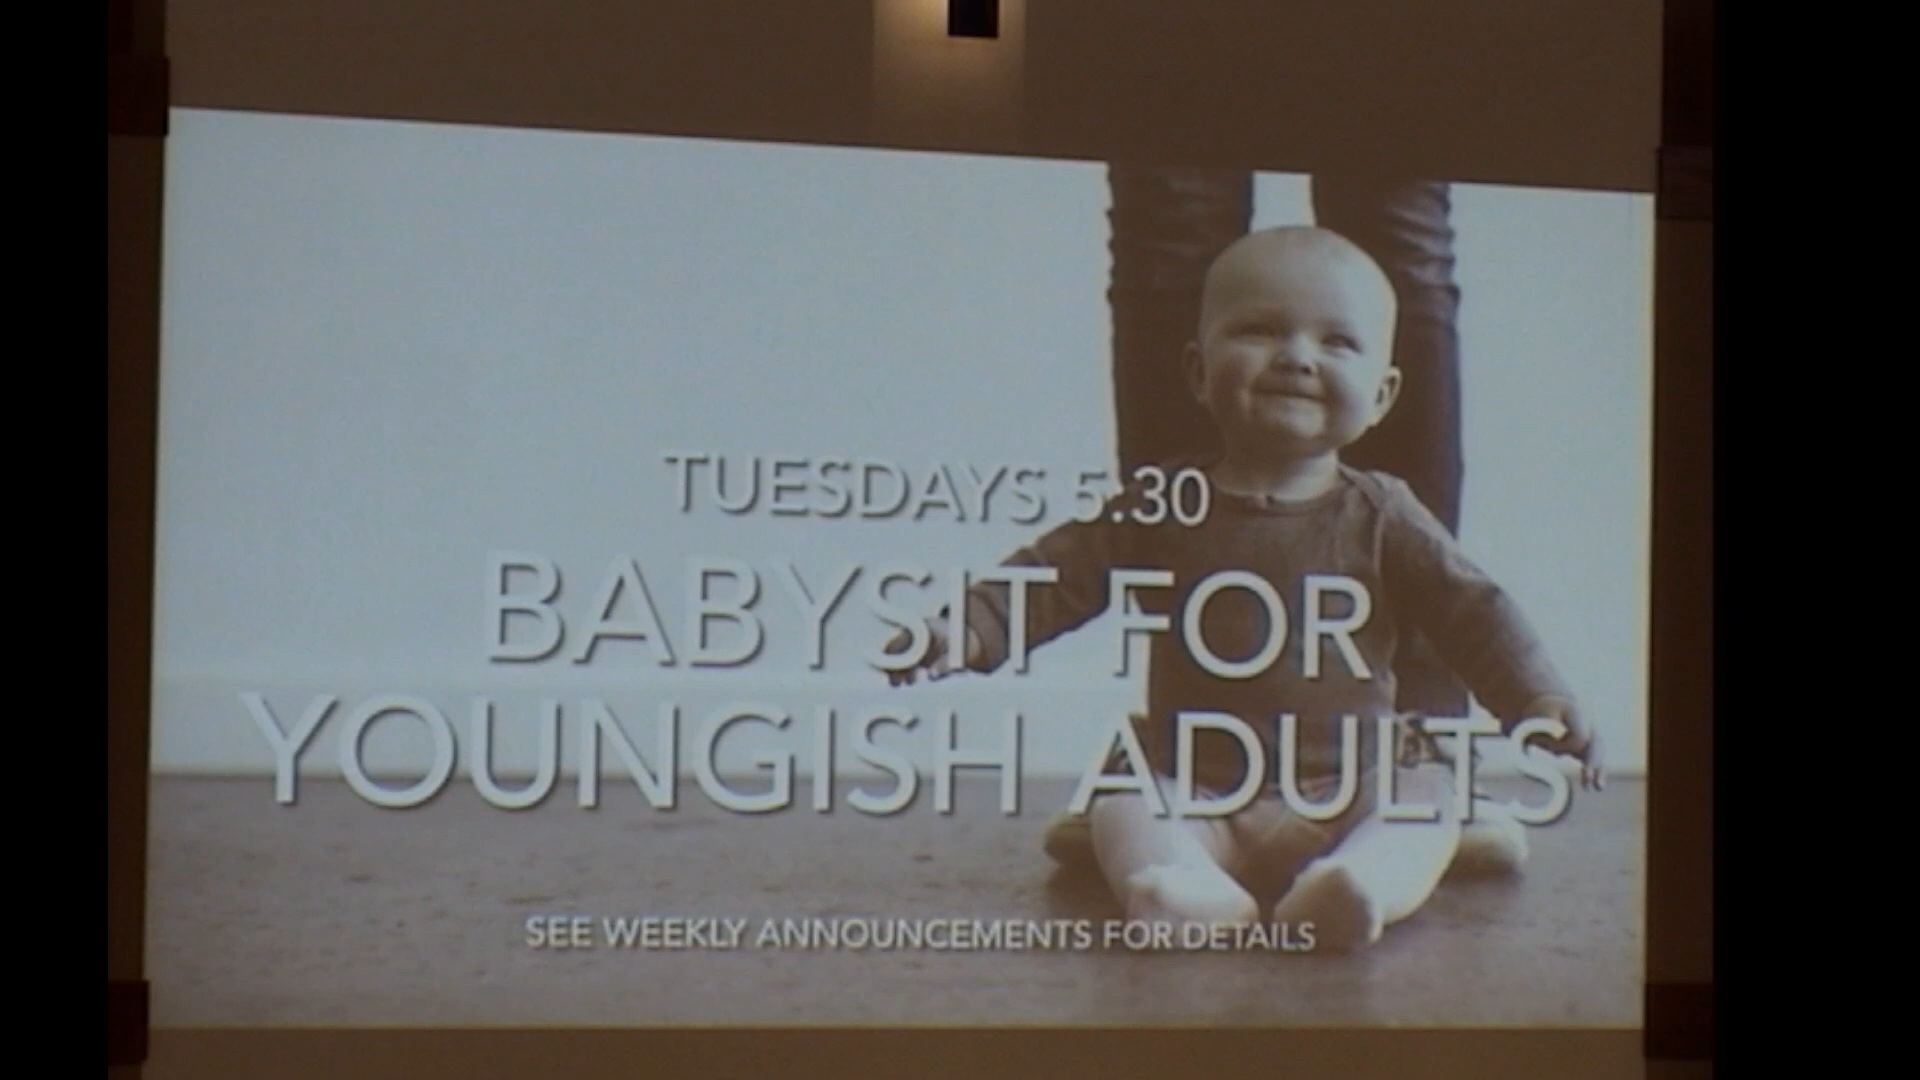 TUESDAYS 5:30
BABYSIT FOR
YOUNGISH ADULTS
SEE WEEKLY ANNOUNCEMENTS FOR DETAILS